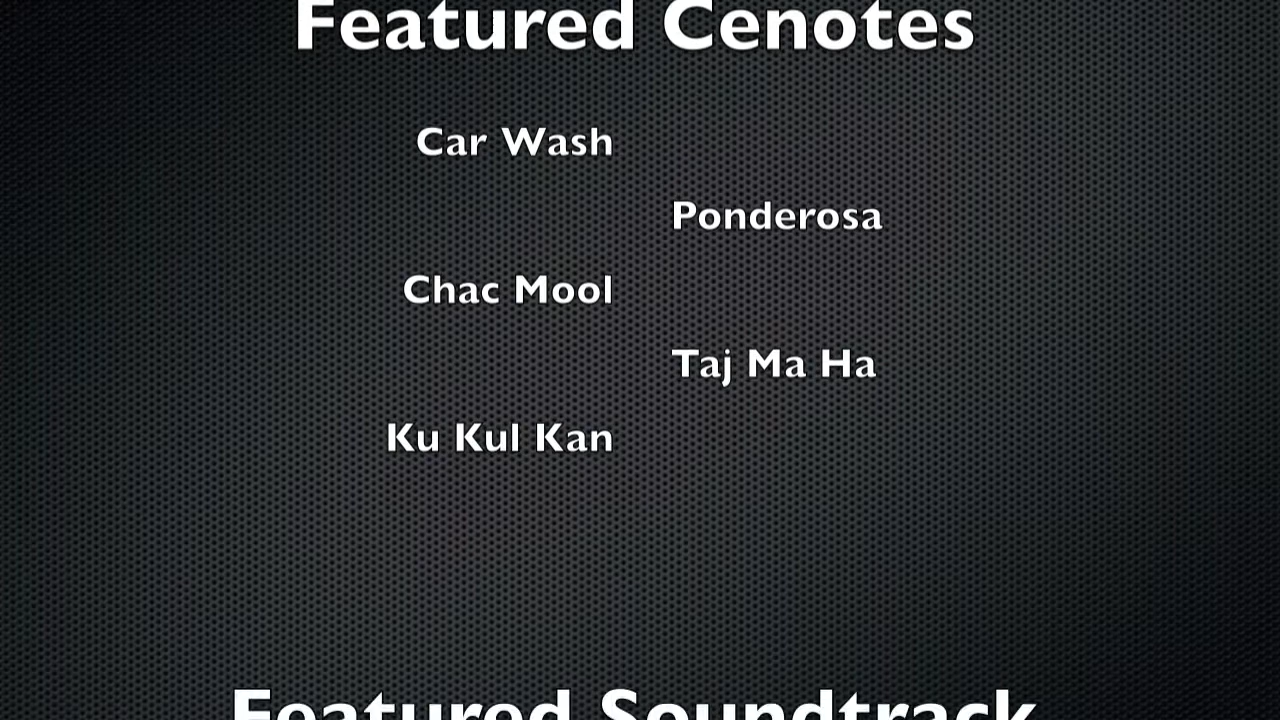 Featured Cenotes
Car Wash
Ponderosa
Chac Mool
Taj Ma Ha
Ku Kul Kan
Featured Soundtrack